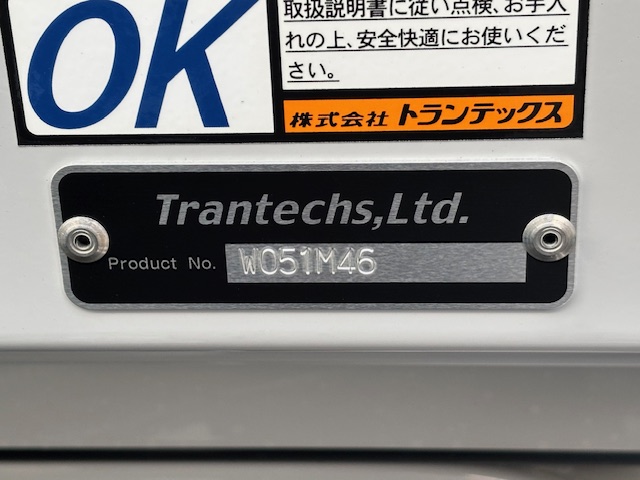 OK
取扱説明書に従い点検、お手入
れの上、安全快適にお使いくだ
さい。
株式会社 トランテックス
Trantechs,Ltd.
Product No. W051M46